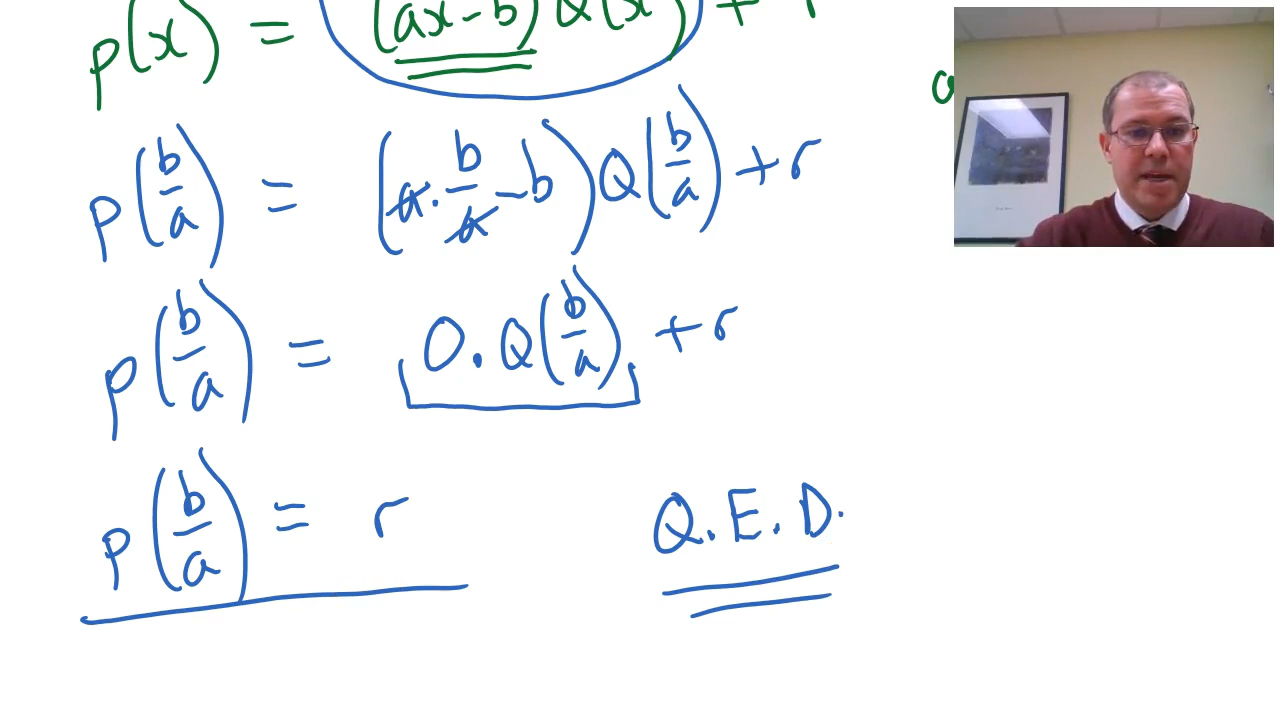 p(x) = (ax-b) Q(x) + r
p(b/a) = (a·b/a-b)Q(b/a)+r
p(b/a) = 0.Q(b/a) +r
p(b/a) = r Q.E.D.